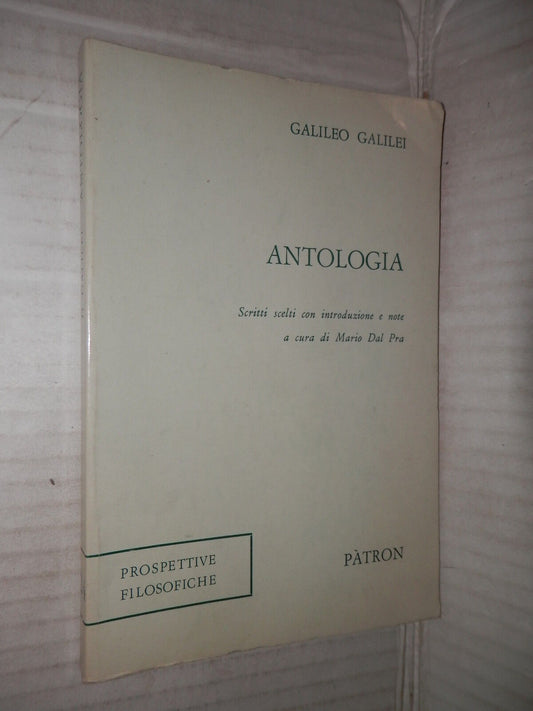 GALILEO GALILEI
ANTOLOGIA
Scritti scelti con introduzione e note
a cura di Mario Dal Pra
PROSPETTIVE
FILOSOFICHE
PÀTRON